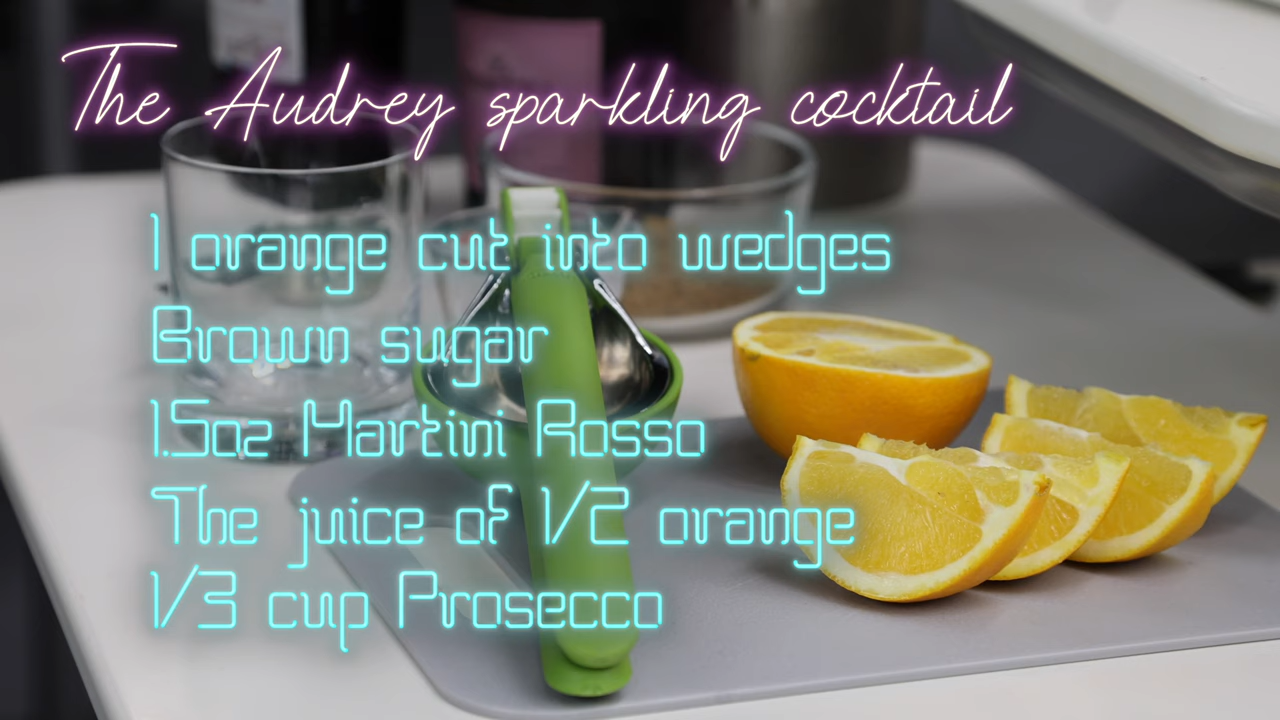 The Audrey sparkling cocktail
1 orange cut into wedges
Brown sugar
1.5oz Martini Rosso
The juice of 1/2 orange
1/3 cup Prosecco